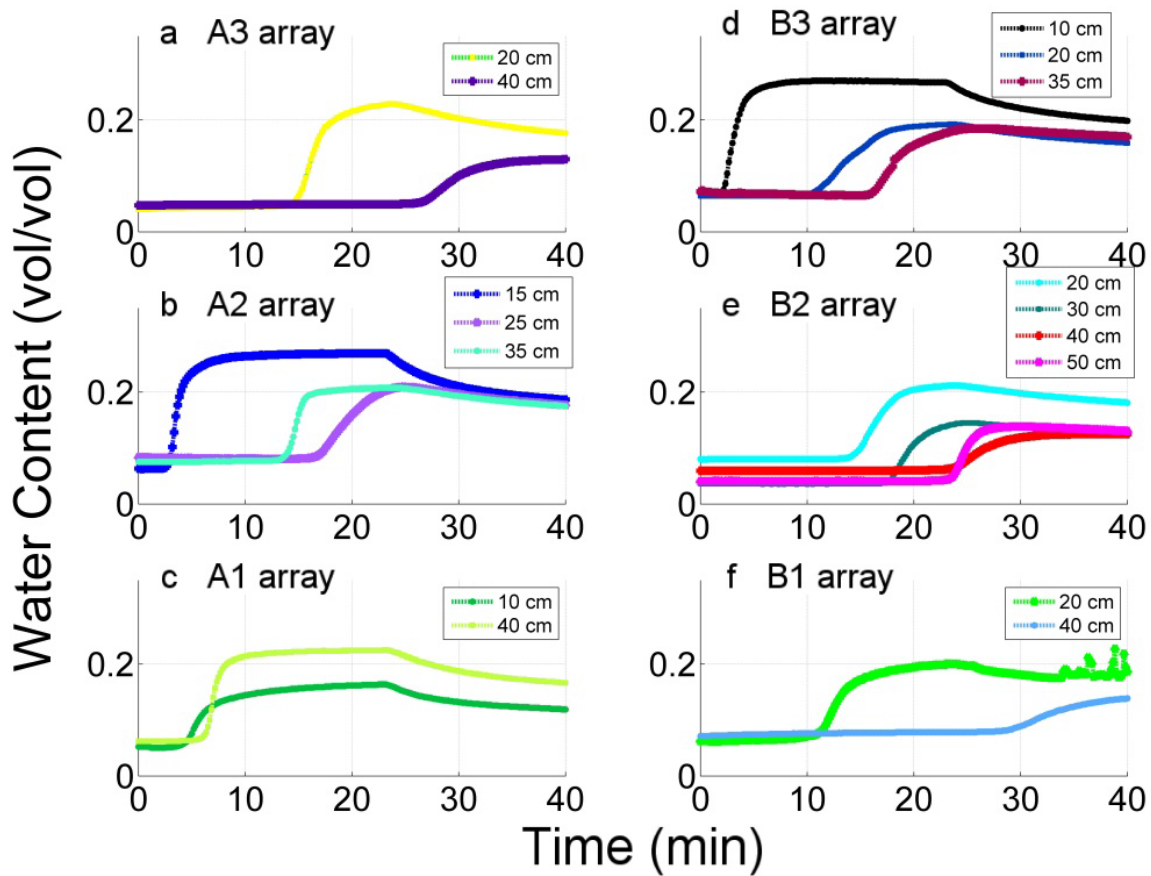 Water Content (vol/vol)
a A3 array
20 cm
40 cm
0.2
0
0 10 20 30 40
b A2 array
15 cm
25 cm
35 cm
0.2
0
0 10 20 30 40
c A1 array
10 cm
40 cm
0.2
0
0 10 20 30 40
d B3 array
10 cm
20 cm
35 cm
0.2
0
0 10 20 30 40
e B2 array
20 cm
30 cm
40 cm
50 cm
0.2
0
0 10 20 30 40
f B1 array
20 cm
40 cm
0.2
0
0 10 20 30 40
Time (min)